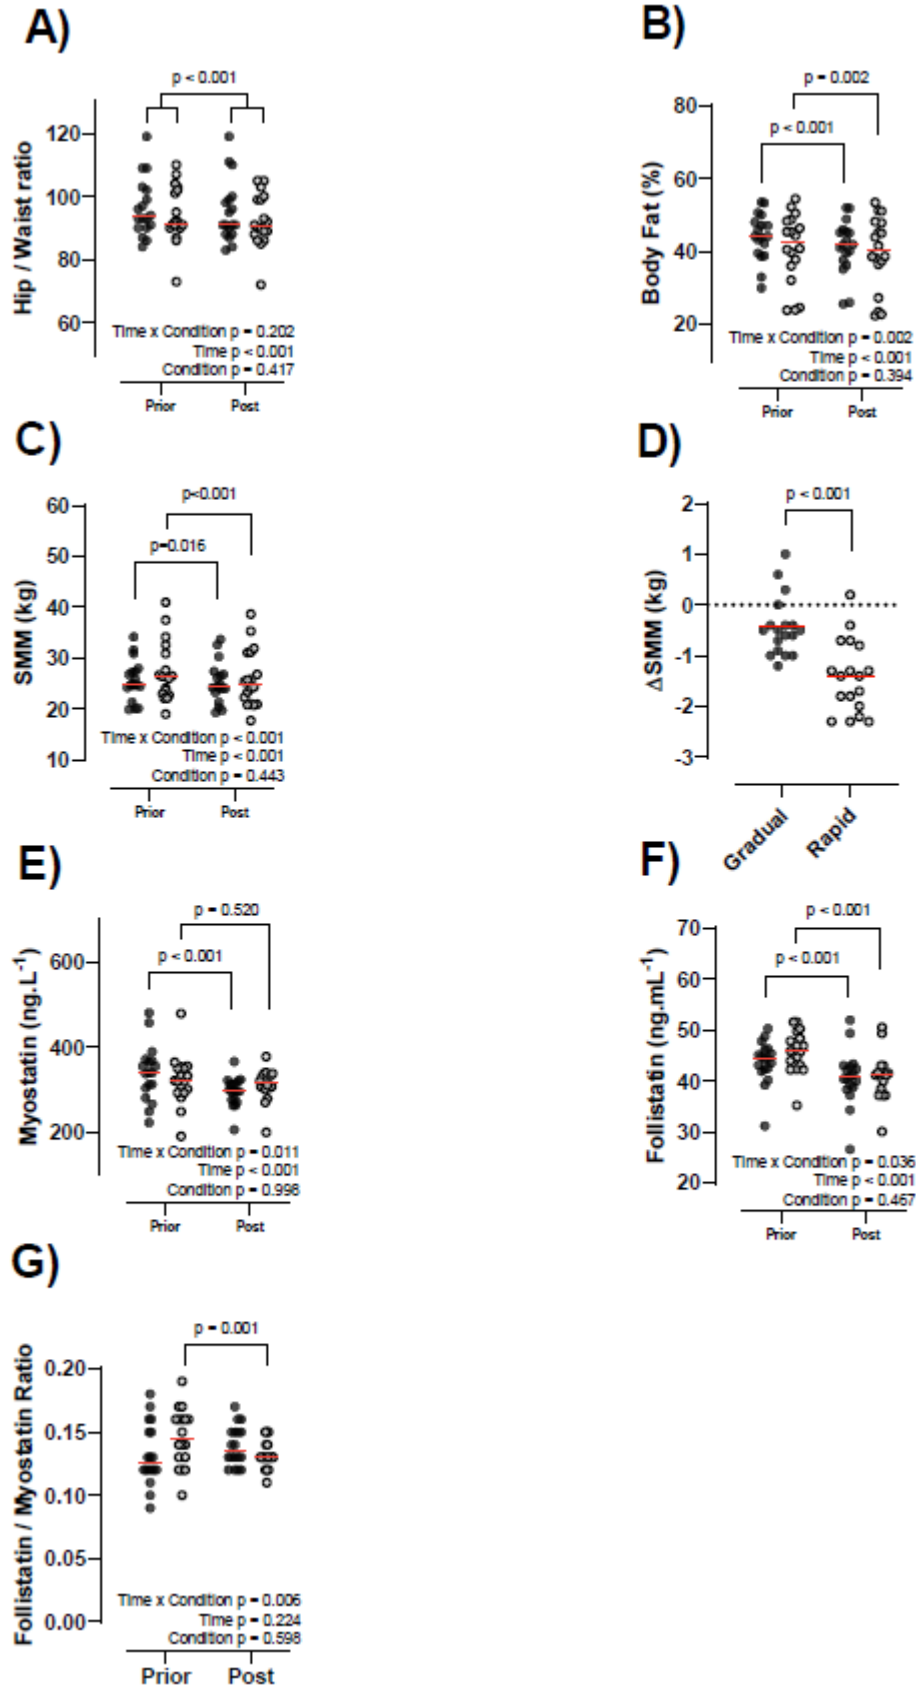 A)
p < 0.001
Hip / Waist ratio
120
100
80
60
Time x Condition p = 0.202
Time p < 0.001
Condition p = 0.417
Prior Post
B)
p = 0.002
p < 0.001
Body Fat (%)
80
60
40
20
Time x Condition p = 0.002
Time p < 0.001
Condition p = 0.394
Prior Post
C)
p<0.001
p=0.016
SMM (kg)
60
50
40
30
20
10
Time x Condition p < 0.001
Time p < 0.001
Condition p = 0.443
Prior Post
D)
p < 0.001
ΔSMM (kg)
2
1
0
-1
-2
-3
Gradual Rapid
E)
p = 0.520
p < 0.001
Myostatin (ng.L⁻¹)
600
400
200
Time x Condition p = 0.011
Time p < 0.001
Condition p = 0.998
Prior Post
F)
p < 0.001
p < 0.001
Follistatin (ng.mL⁻¹)
70
60
50
40
30
20
Time x Condition p = 0.036
Time p < 0.001
Condition p = 0.467
Prior Post
G)
p = 0.001
Follistatin / Myostatin Ratio
0.20
0.15
0.10
0.05
0.00
Time x Condition p = 0.006
Time p = 0.224
Condition p = 0.598
Prior Post